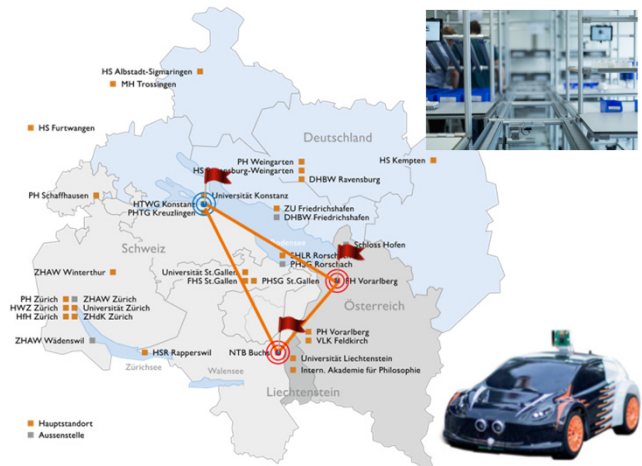 HS Albstadt-Sigmaringen
MH Trossingen
HS Furtwangen
Deutschland
PH Weingarten
HS Ravensburg-Weingarten
DHBW Ravensburg
HS Kempten
PH Schaffhausen
Universität Konstanz
HTWG Konstanz
PHTG Kreuzlingen
ZU Friedrichshafen
DHBW Friedrichshafen
Schweiz
Schloss Hofen
SHLR Rorschach
PHSG Rorschach
ZHAW Winterthur
Universität St.Gallen
FHS St.Gallen
PHSG St.Gallen
FH Vorarlberg
Österreich
PH Zürich
ZHAW Zürich
HWZ Zürich
Universität Zürich
HfH Zürich
ZHdK Zürich
PH Vorarlberg
VLK Feldkirch
ZHAW Wädenswil
HSR Rapperswil
NTB Buchs
Universität Liechtenstein
Zürichsee
Walensee
Intern. Akademie für Philosophie
Liechtenstein
Hauptstandort
Aussenstelle